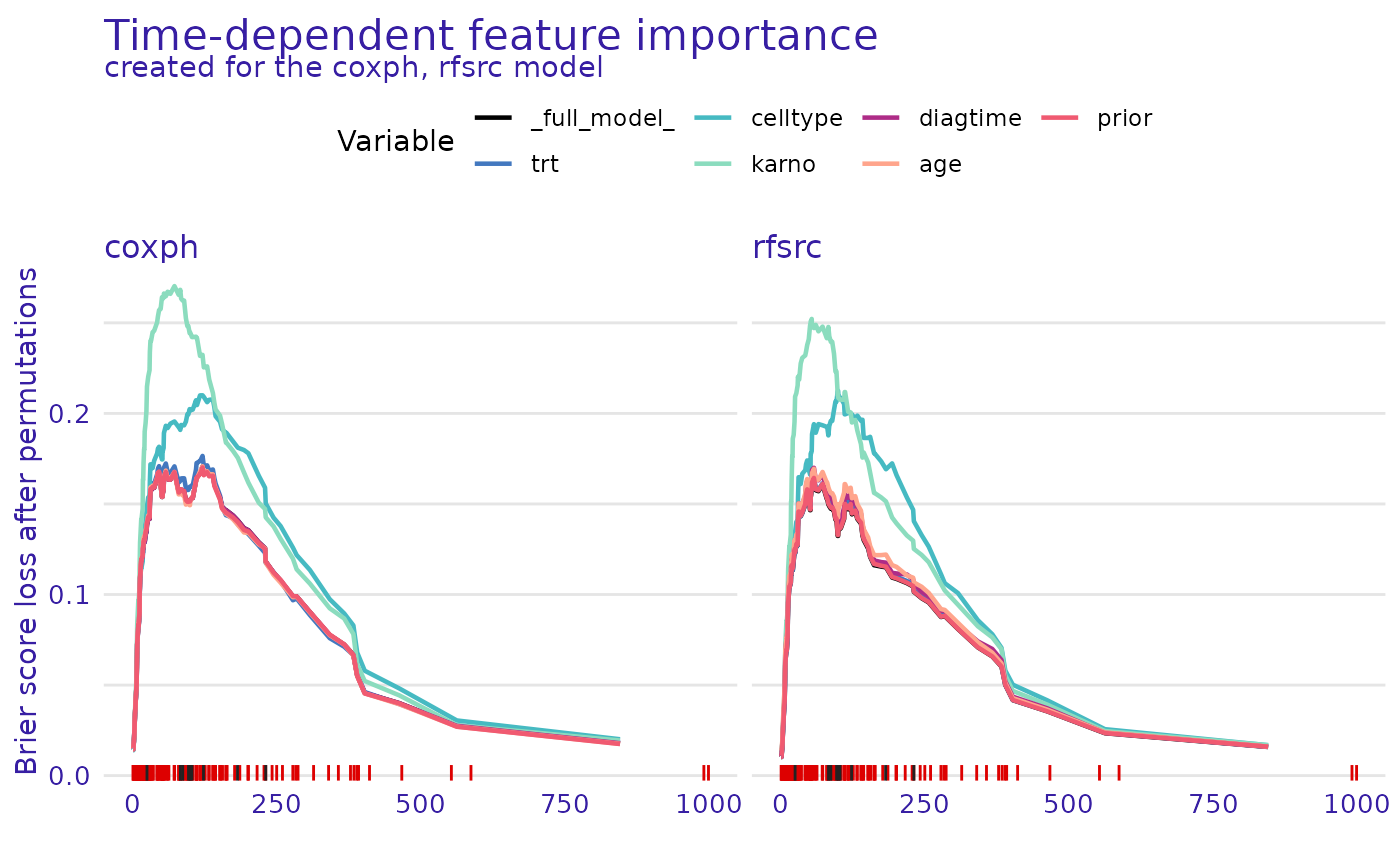 Time-dependent feature importance
created for the coxph, rfsrc model
Variable
_full_model_ celltype diagtime prior
trt karno age
coxph rfsrc
Brier score loss after permutations
0.2
0.1
0.0
0 250 500 750 1000 0 250 500 750 1000